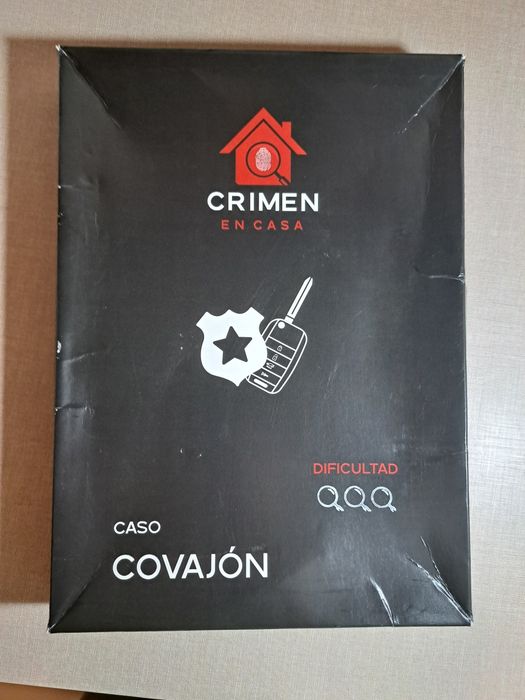 CRIMEN
EN CASA
DIFICULTAD
CASO
COVAJÓN